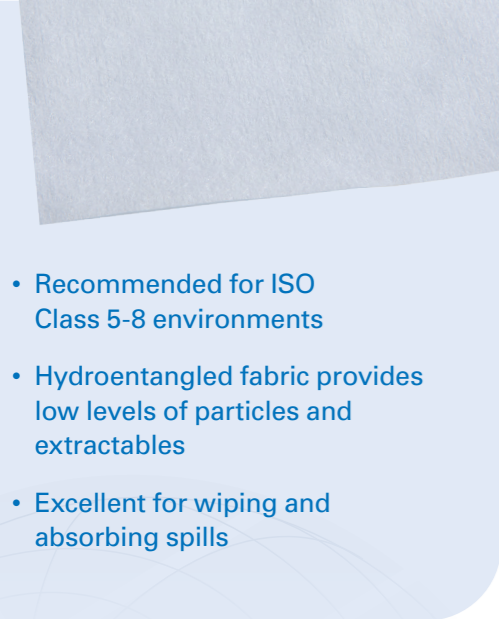 • Recommended for ISO
Class 5-8 environments
• Hydroentangled fabric provides
low levels of particles and
extractables
• Excellent for wiping and
absorbing spills